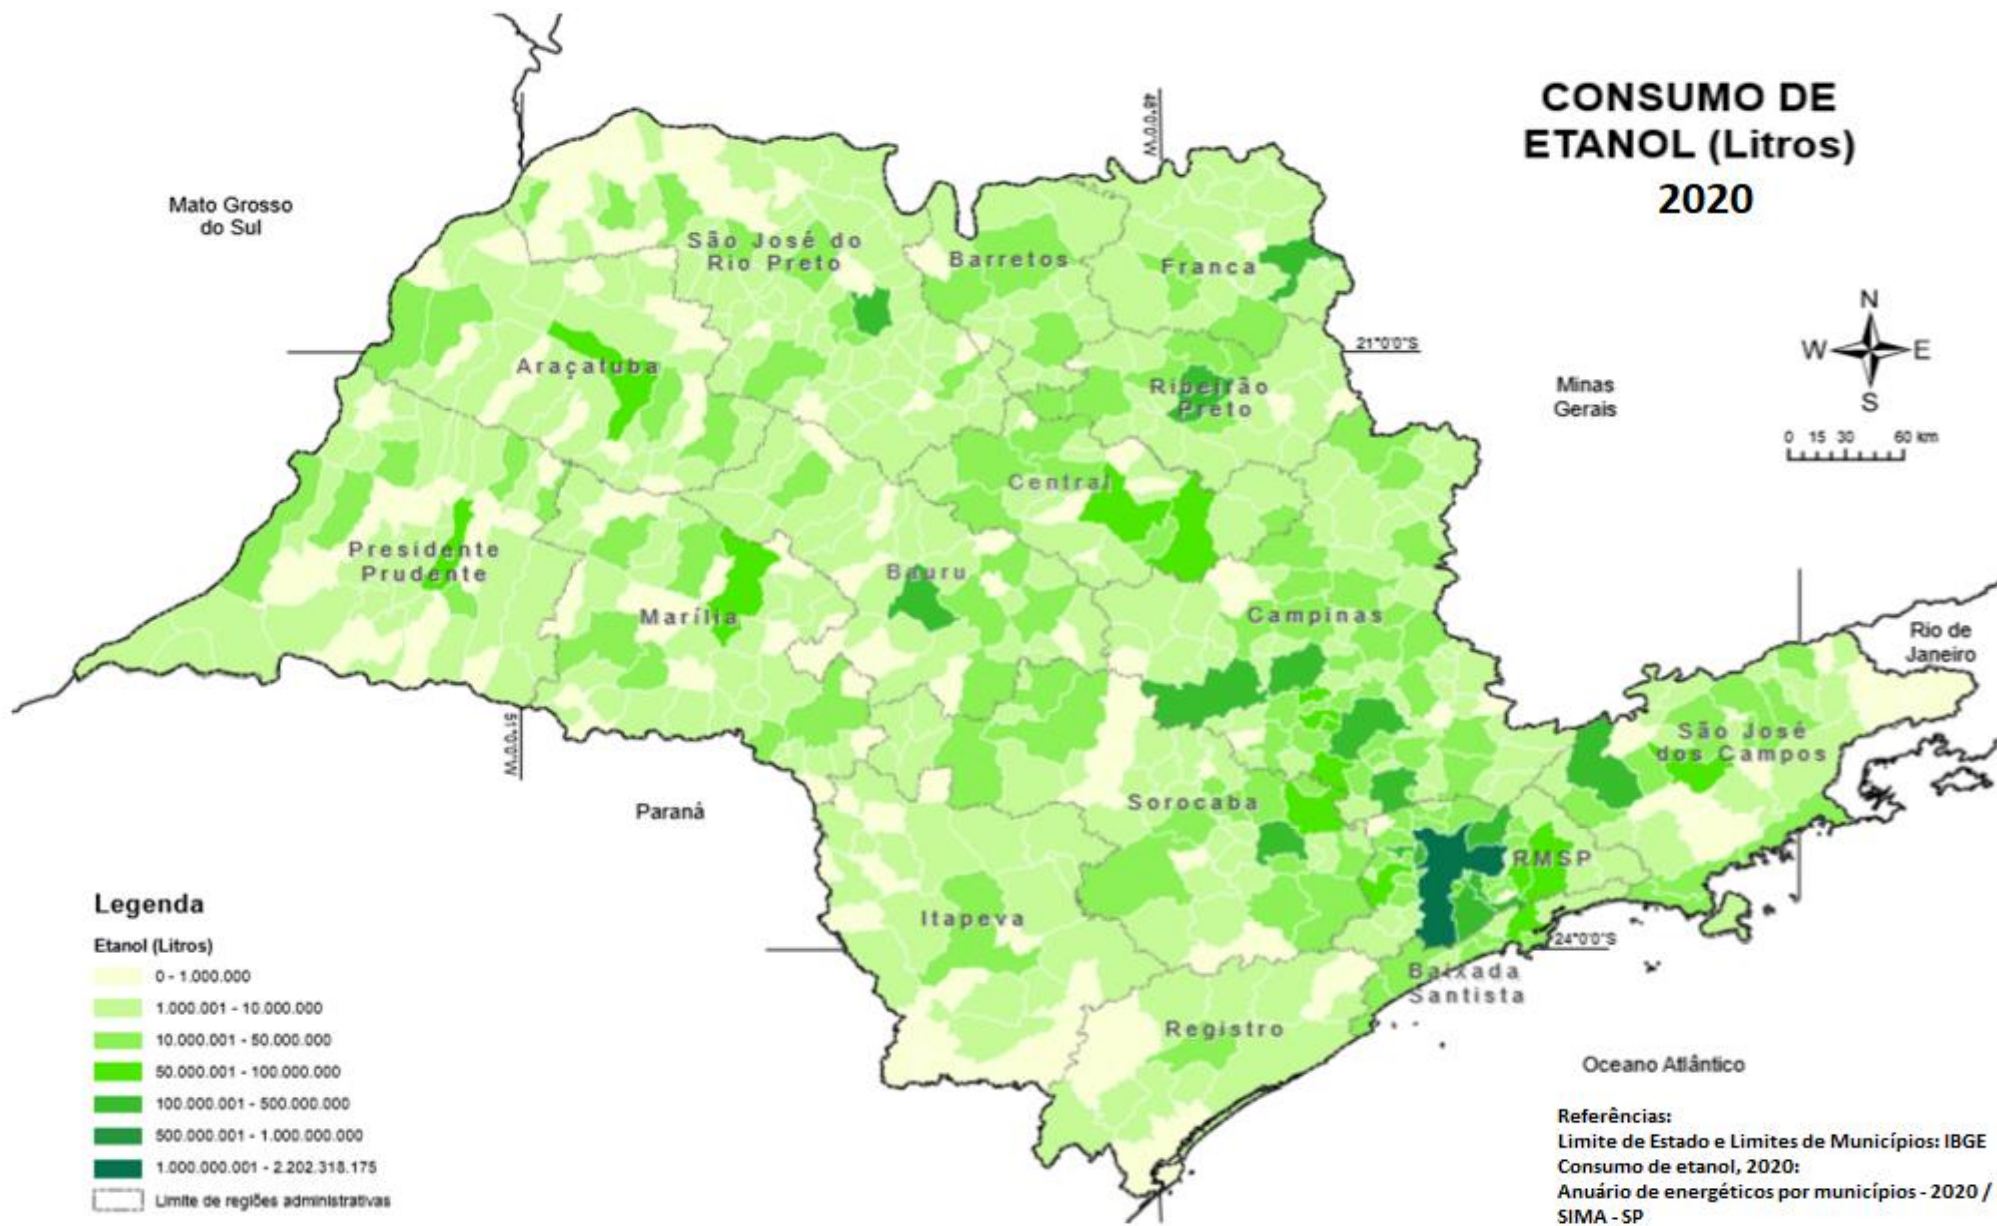 CONSUMO DE
ETANOL (Litros)
2020
Mato Grosso
do Sul
48°0'0"W
São José do
Rio Preto
Barretos
Franca
N
W
E
S
0 15 30 60 km
21°0'0"S
Minas
Gerais
Araçatuba
Ribeirão
Preto
Central
Presidente
Prudente
Bauru
Marília
Campinas
Rio de
Janeiro
51°0'0"W
São José
dos Campos
Paraná
Sorocaba
RMSP
Itapeva
24°0'0"S
Baixada
Santista
Registro
Oceano Atlântico
Legenda
Etanol (Litros)
0 - 1.000.000
1.000.001 - 10.000.000
10.000.001 - 50.000.000
50.000.001 - 100.000.000
100.000.001 - 500.000.000
500.000.001 - 1.000.000.000
1.000.000.001 - 2.202.318.175
Limite de regiões administrativas
Referências:
Limite de Estado e Limites de Municípios: IBGE
Consumo de etanol, 2020:
Anuário de energéticos por municípios - 2020 /
SIMA - SP